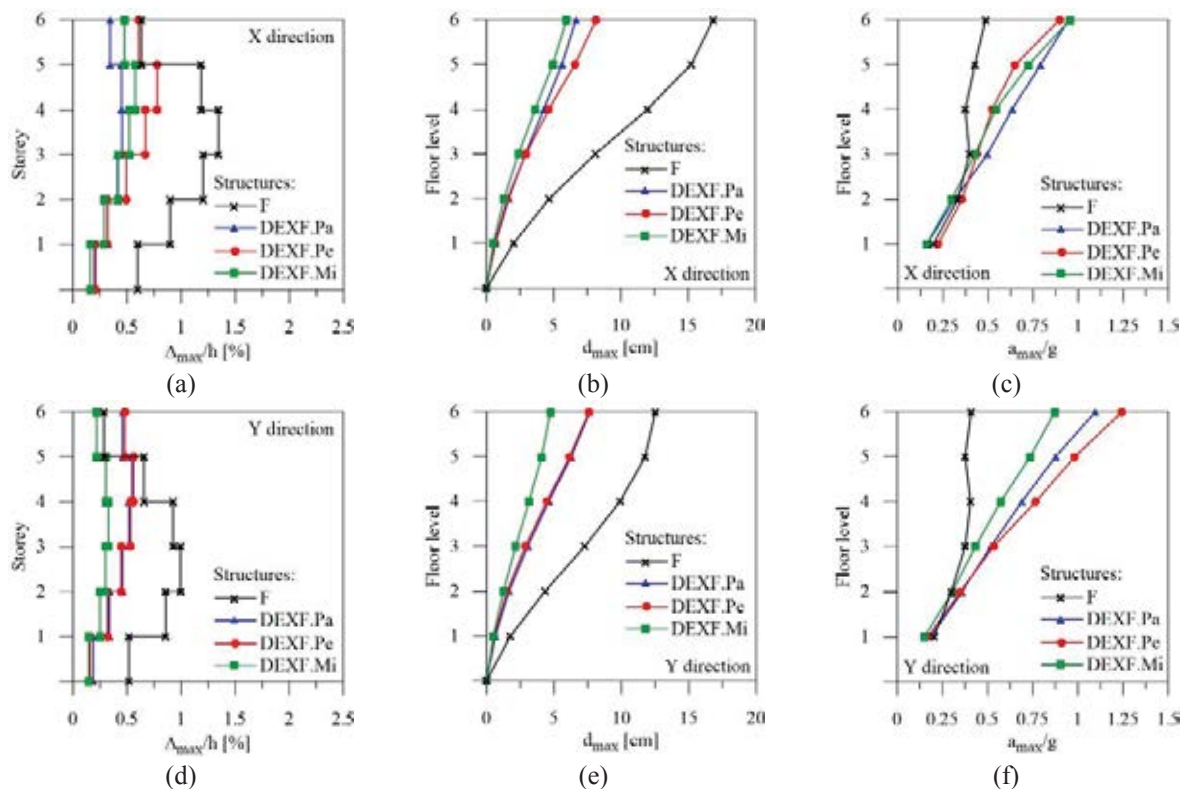 X direction
Storey
6
5
4
3
2
1
Structures:
F
DEXF.Pa
DEXF.Pe
DEXF.Mi
0 0.5 1 1.5 2 2.5
Δmax/h [%]
(a)
Floor level
6
5
4
3
2
1
Structures:
F
DEXF.Pa
DEXF.Pe
DEXF.Mi
X direction
0 5 10 15 20
dmax [cm]
(b)
Floor level
6
5
4
3
2
1
Structures:
F
DEXF.Pa
DEXF.Pe
DEXF.Mi
X direction
0 0.25 0.5 0.75 1 1.25 1.5
amax/g
(c)
Y direction
Storey
6
5
4
3
2
1
Structures:
F
DEXF.Pa
DEXF.Pe
DEXF.Mi
0 0.5 1 1.5 2 2.5
Δmax/h [%]
(d)
Floor level
6
5
4
3
2
1
Structures:
F
DEXF.Pa
DEXF.Pe
DEXF.Mi
Y direction
0 5 10 15 20
dmax [cm]
(e)
Floor level
6
5
4
3
2
1
Structures:
F
DEXF.Pa
DEXF.Pe
DEXF.Mi
Y direction
0 0.25 0.5 0.75 1 1.25 1.5
amax/g
(f)